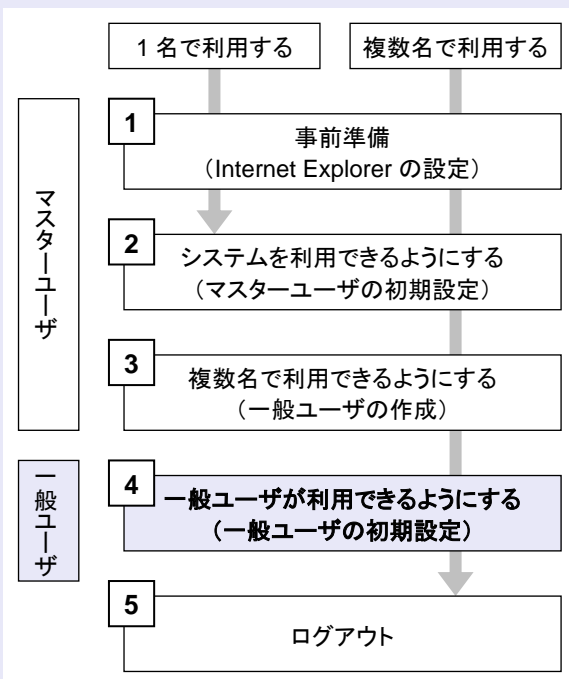 1 名で利用する
複数名で利用する
マスターユーザ
1
事前準備
（Internet Explorer の設定）
2
システムを利用できるようにする
（マスターユーザの初期設定）
3
複数名で利用できるようにする
（一般ユーザの作成）
一般ユーザ
4
一般ユーザが利用できるようにする
（一般ユーザの初期設定）
5
ログアウト